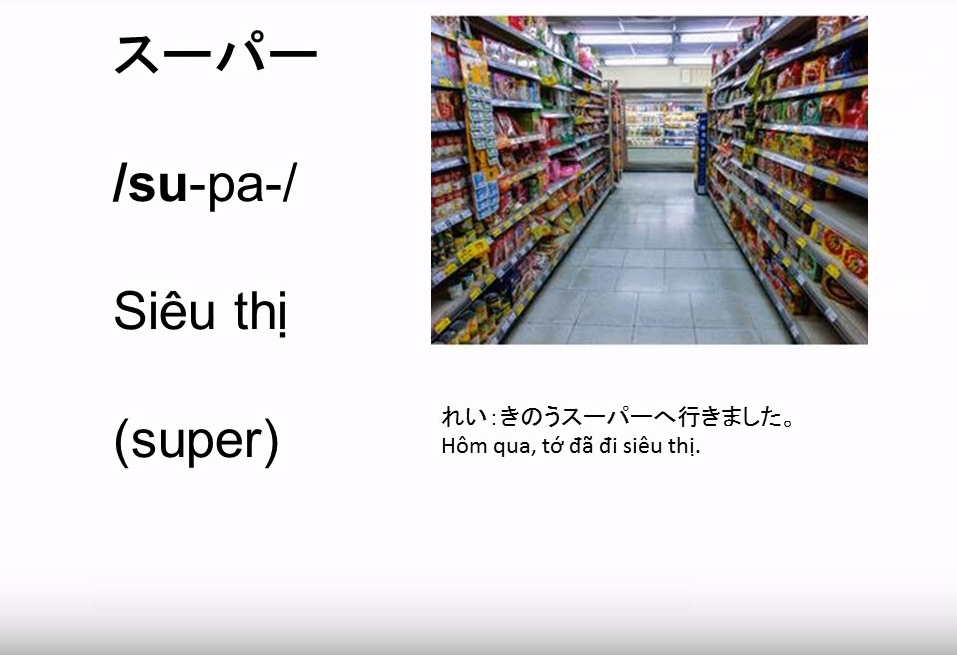 スーパー
/su-pa-/
Siêu thị
(super)
れい：きのうスーパーへ行きました。
Hôm qua, tớ đã đi siêu thị.